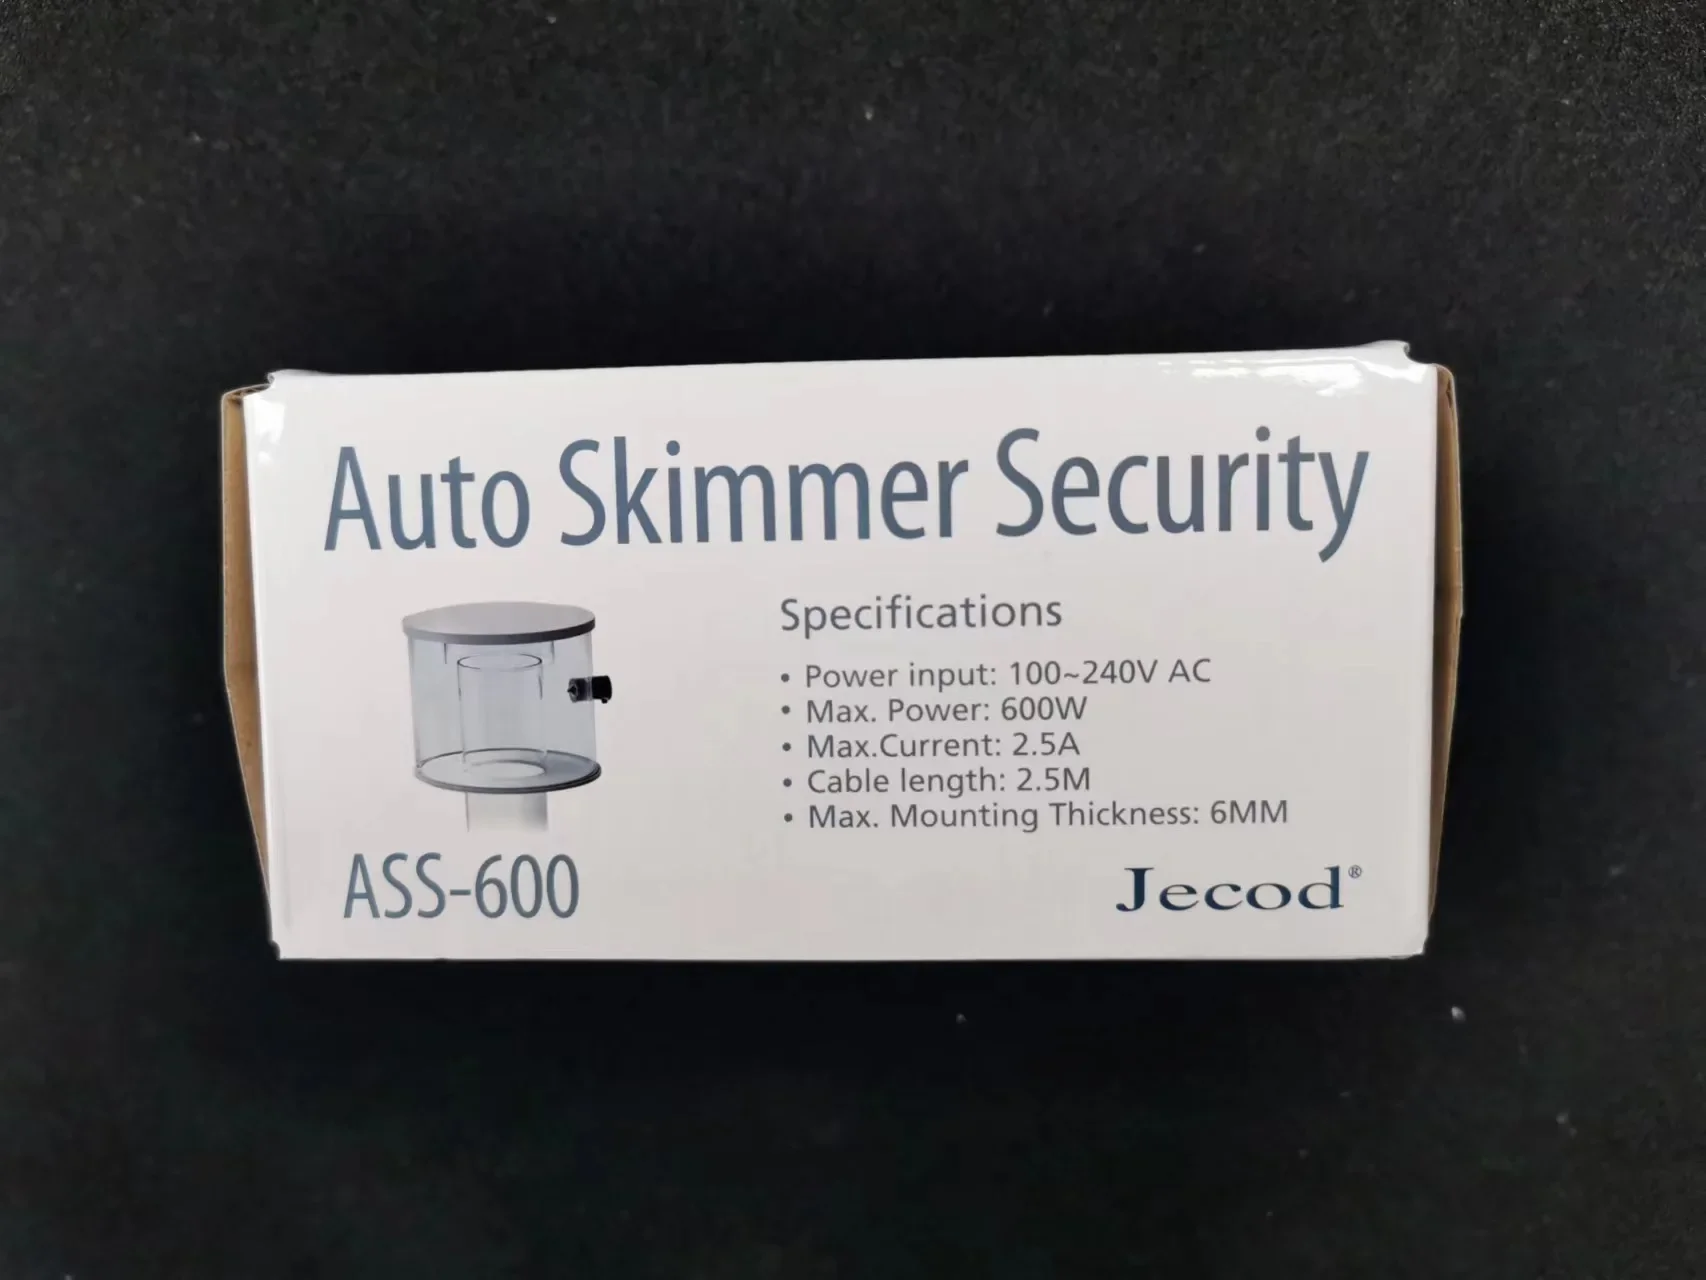 Auto Skimmer Security
Specifications
• Power input: 100~240V AC
• Max. Power: 600W
• Max.Current: 2.5A
• Cable length: 2.5M
• Max. Mounting Thickness: 6MM
ASS-600
Jecod®